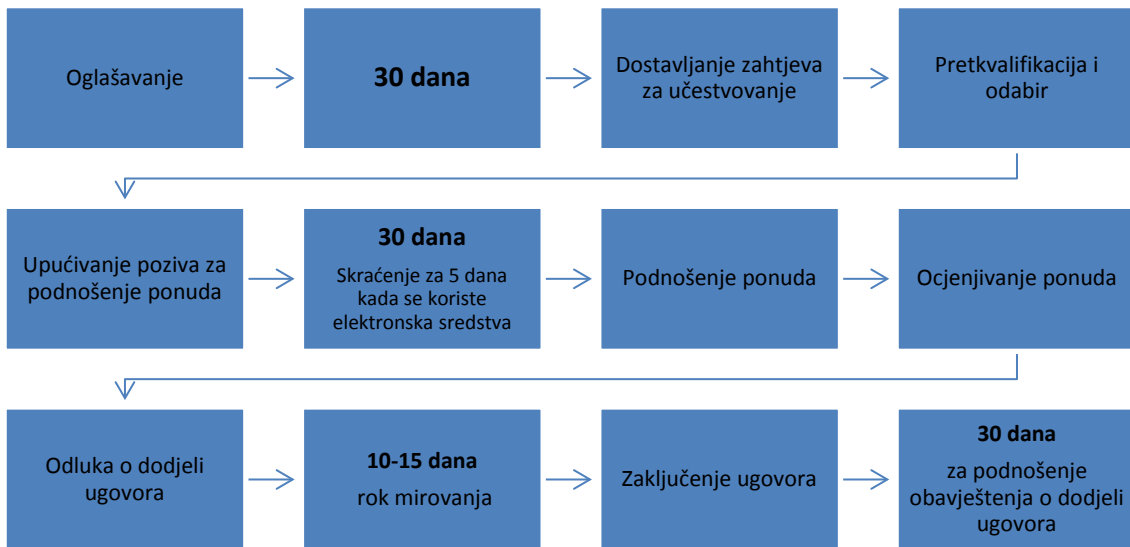 Oglašavanje
30 dana
Dostavljanje zahtjeva
za učestvovanje
Pretkvalifikacija i
odabir
Upućivanje poziva za
podnošenje ponuda
30 dana
Skraćenje za 5 dana
kada se koriste
elektronska sredstva
Podnošenje ponuda
Ocjenjivanje ponuda
Odluka o dodjeli
ugovora
10-15 dana
rok mirovanja
Zaključenje ugovora
30 dana
za podnošenje
obavještenja o dodjeli
ugovora